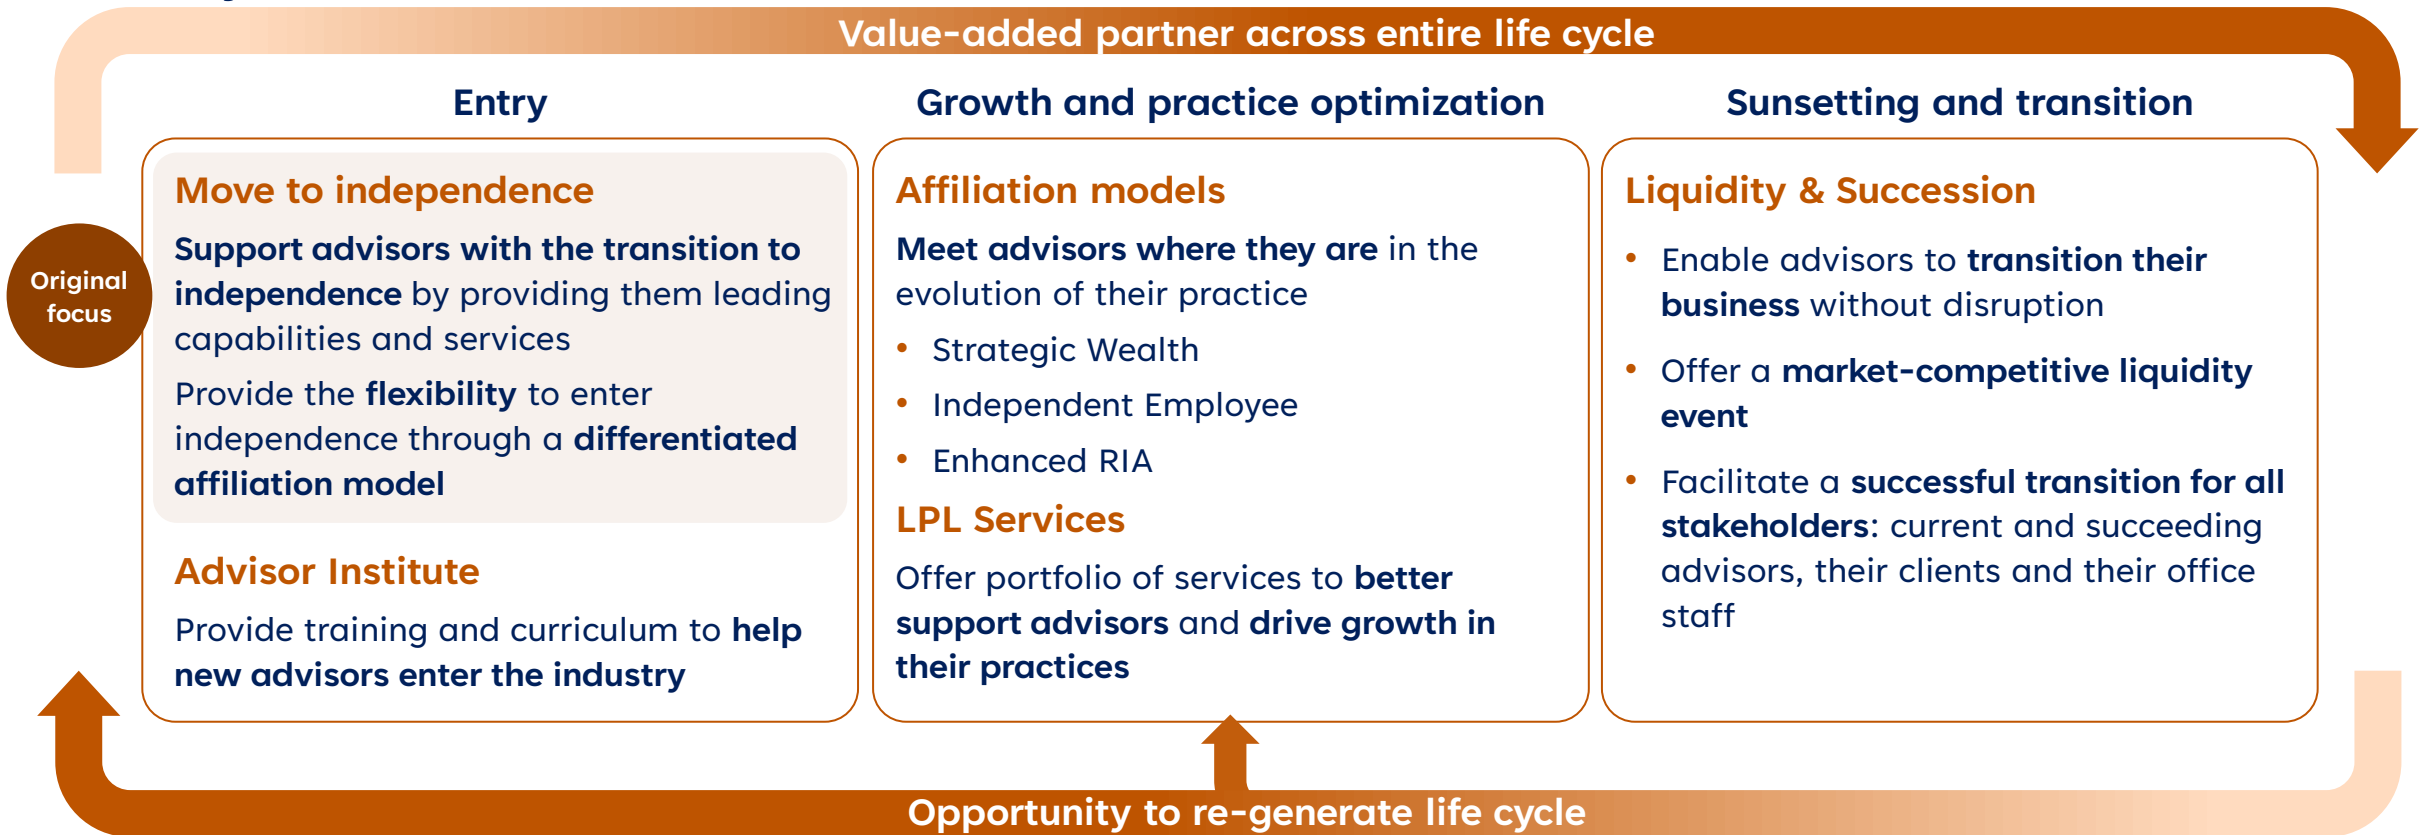 Value-added partner across entire life cycle
Entry
Original
focus
Move to independence
Support advisors with the transition to
independence by providing them leading
capabilities and services
Provide the flexibility to enter
independence through a differentiated
affiliation model
Advisor Institute
Provide training and curriculum to help
new advisors enter the industry
Growth and practice optimization
Affiliation models
Meet advisors where they are in the
evolution of their practice
• Strategic Wealth
• Independent Employee
• Enhanced RIA
LPL Services
Offer portfolio of services to better
support advisors and drive growth in
their practices
Sunsetting and transition
Liquidity & Succession
• Enable advisors to transition their
business without disruption
• Offer a market-competitive liquidity
event
• Facilitate a successful transition for all
stakeholders: current and succeeding
advisors, their clients and their office
staff
Opportunity to re-generate life cycle